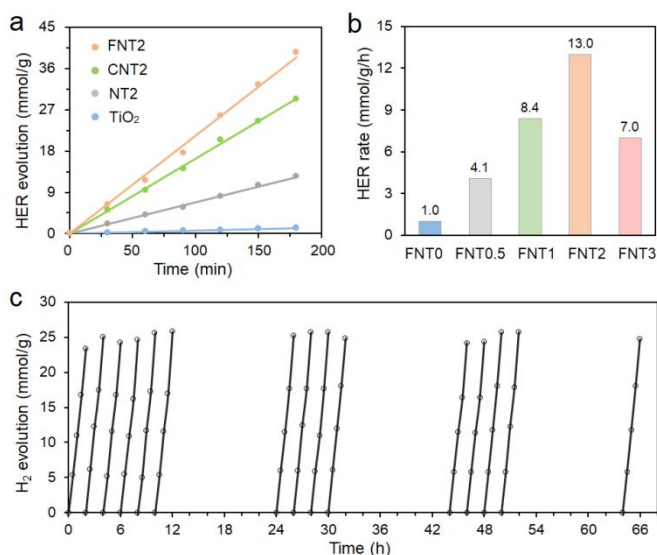 a
HER evolution (mmol/g)
45
36
27
18
9
0
FNT2
CNT2
NT2
TiO₂
0 50 100 150 200
Time (min)
b
HER rate (mmol/g/h)
15
12
9
6
3
0
1.0
4.1
8.4
13.0
7.0
FNT0 FNT0.5 FNT1 FNT2 FNT3
c
H₂ evolution (mmol/g)
30
25
20
15
10
5
0
0 6 12 18 24 30 36 42 48 54 60 66
Time (h)